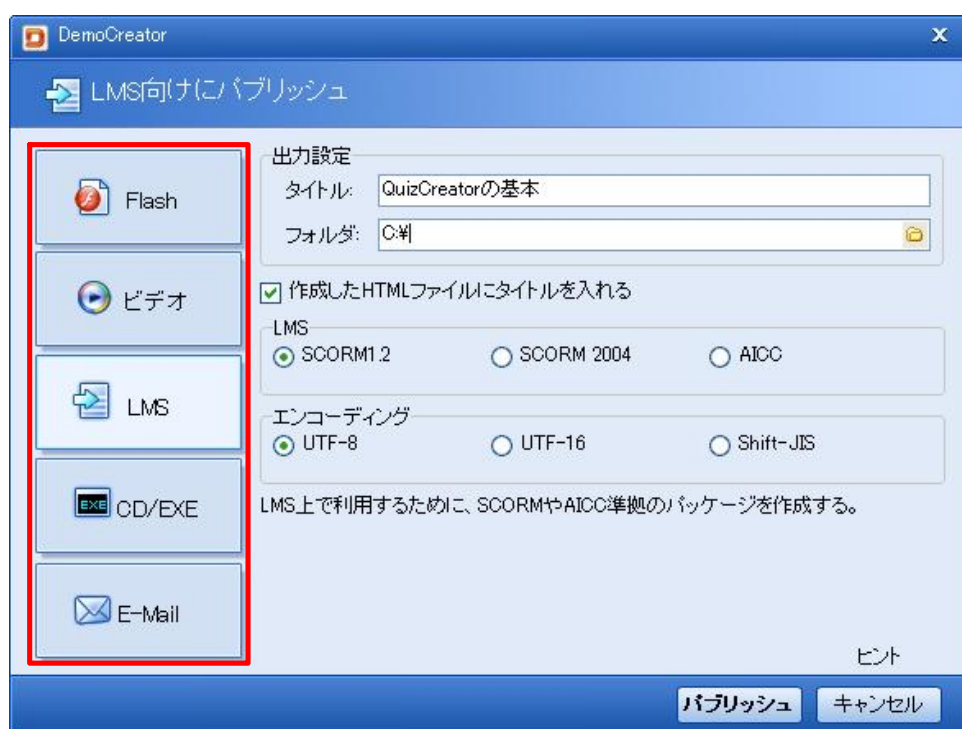 DemoCreator
x
LMS向けにパブリッシュ
Flash
ビデオ
LMS
EXE
CD/EXE
E-Mail
出力設定
タイトル: QuizCreatorの基本
フォルダ: C:¥
作成したHTMLファイルにタイトルを入れる
LMS
SCORM1.2 SCORM 2004 AICC
エンコーディング
UTF-8 UTF-16 Shift-JIS
LMS上で利用するために、SCORMやAICC準拠のパッケージを作成する。
ヒント
パブリッシュ キャンセル